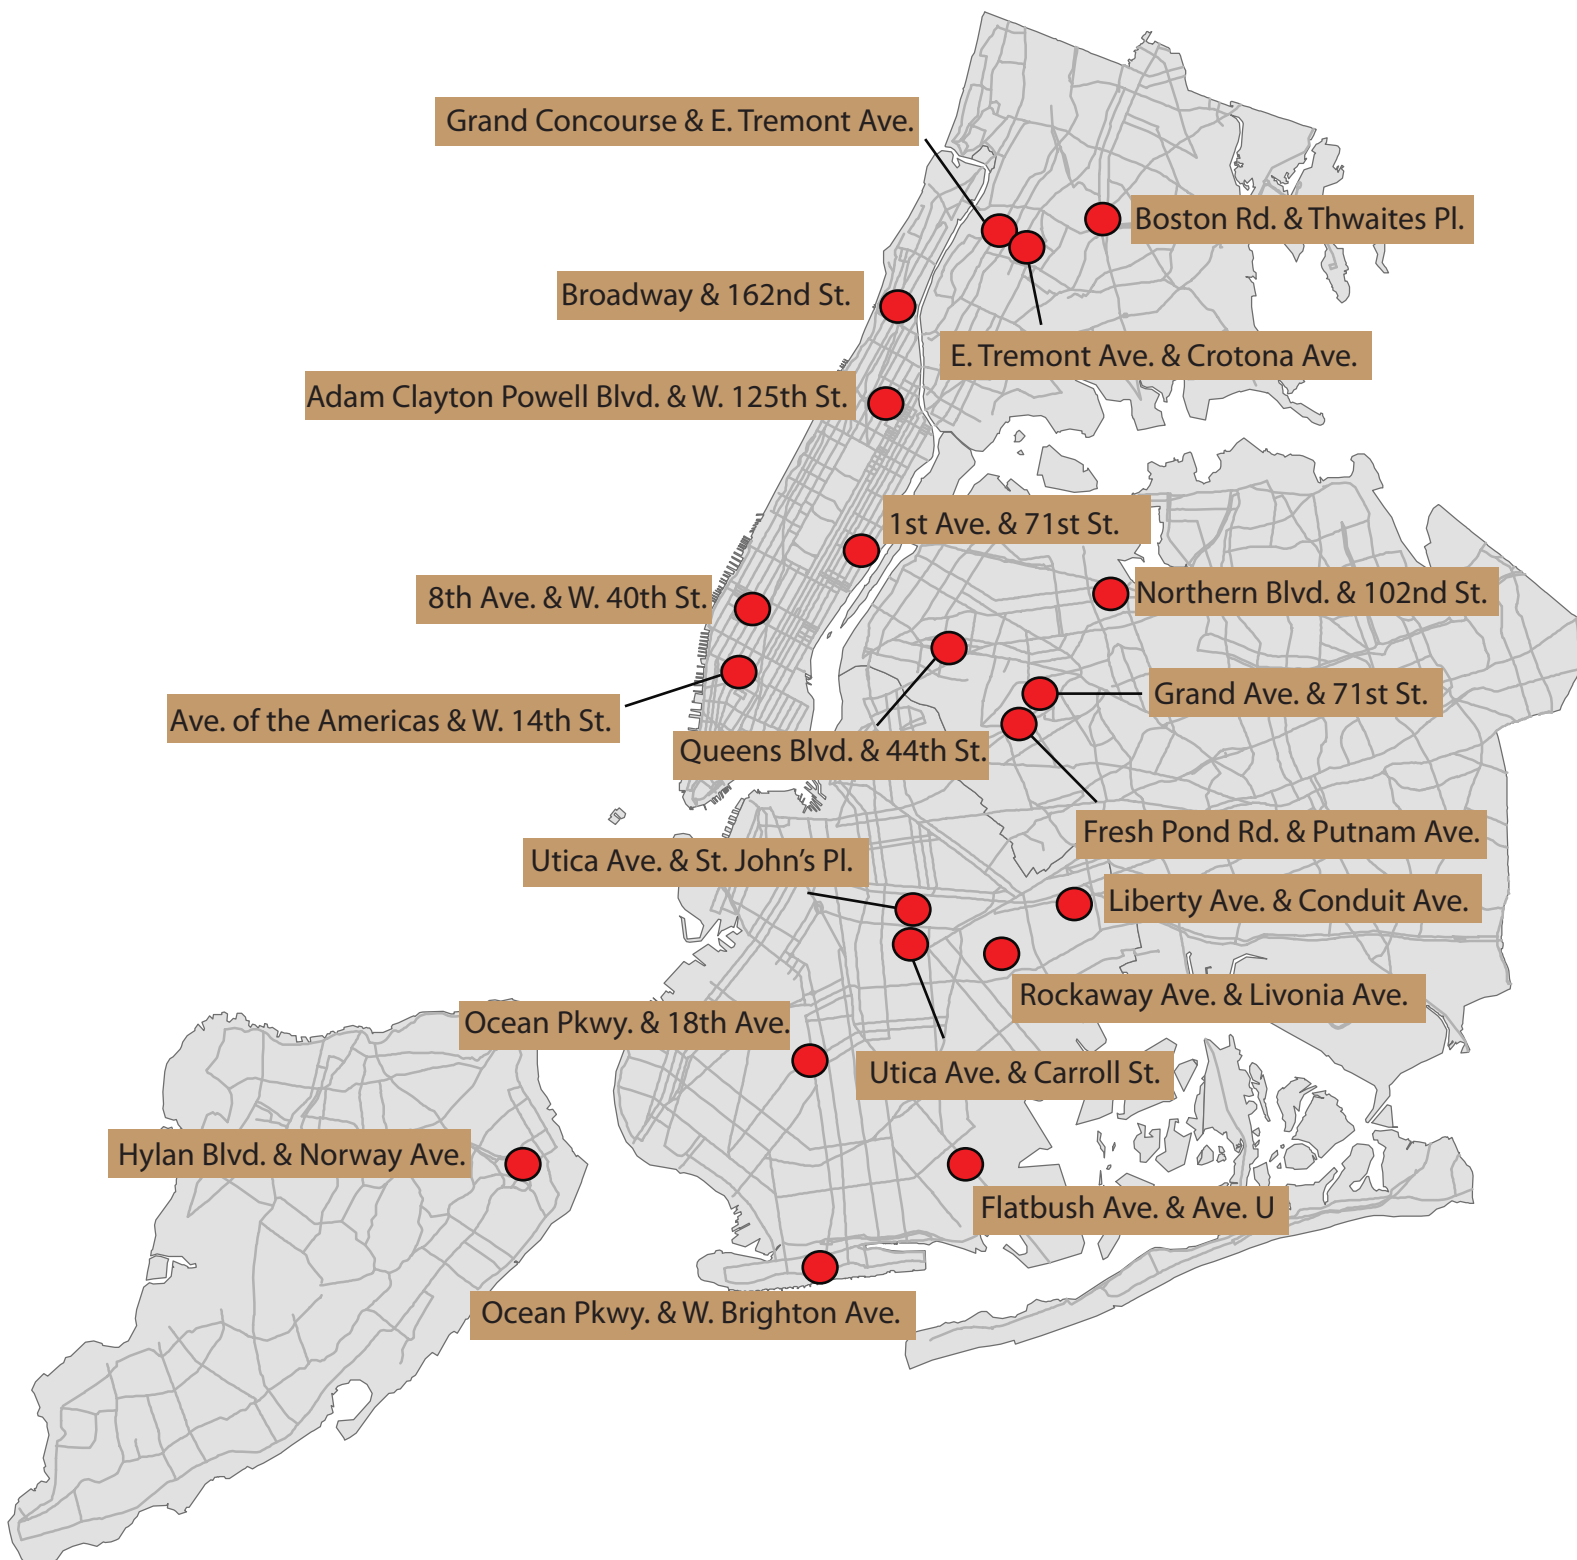 Grand Concourse & E. Tremont Ave.
Boston Rd. & Thwaites Pl.
Broadway & 162nd St.
E. Tremont Ave. & Crotona Ave.
Adam Clayton Powell Blvd. & W. 125th St.
1st Ave. & 71st St.
8th Ave. & W. 40th St.
Northern Blvd. & 102nd St.
Grand Ave. & 71st St.
Ave. of the Americas & W. 14th St.
Queens Blvd. & 44th St.
Fresh Pond Rd. & Putnam Ave.
Utica Ave. & St. John’s Pl.
Liberty Ave. & Conduit Ave.
Rockaway Ave. & Livonia Ave.
Ocean Pkwy. & 18th Ave.
Utica Ave. & Carroll St.
Hylan Blvd. & Norway Ave.
Flatbush Ave. & Ave. U
Ocean Pkwy. & W. Brighton Ave.